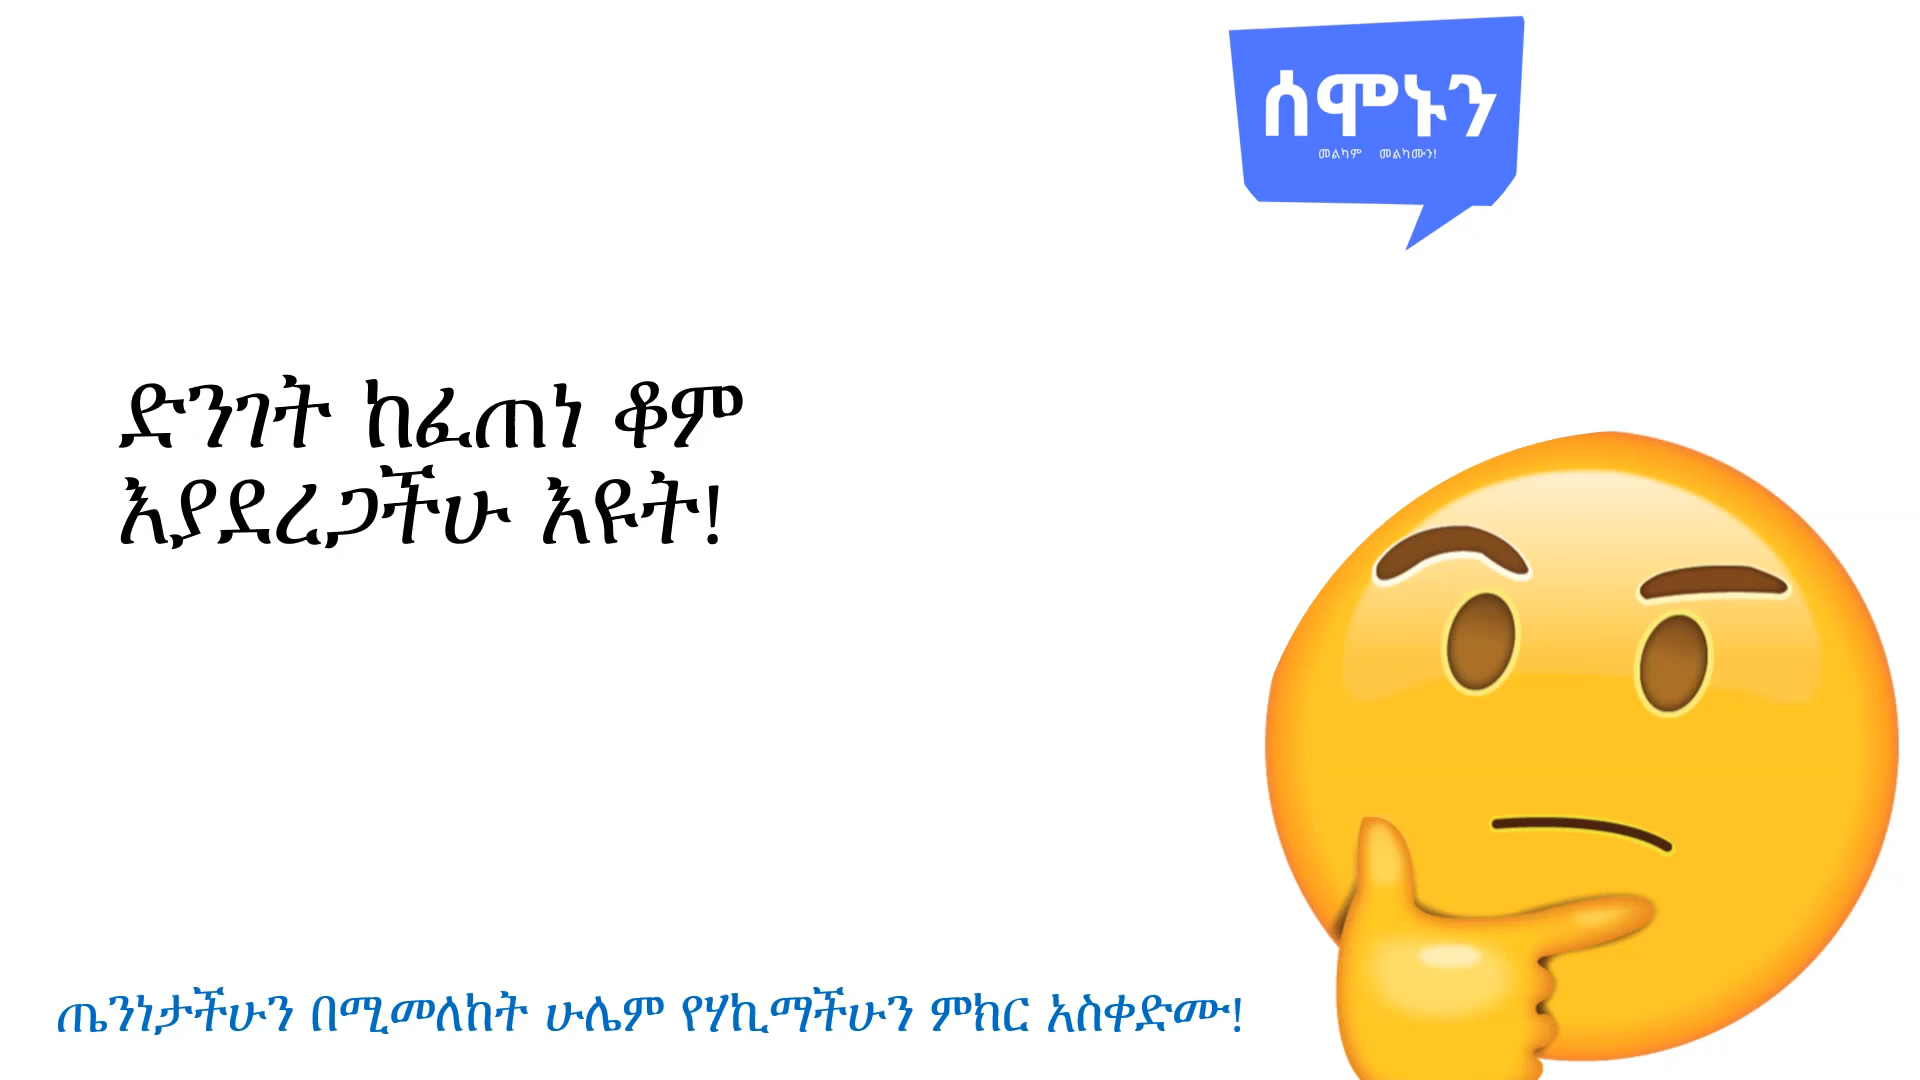 ሰሞኑን
መልካም መልካሙን!
ድንገት ከፈጠነ ቆም
እያደረጋችሁ እዩት!
ጤንነታችሁን በሚመለከት ሁሌም የሃኪማችሁን ምክር አስቀድሙ!